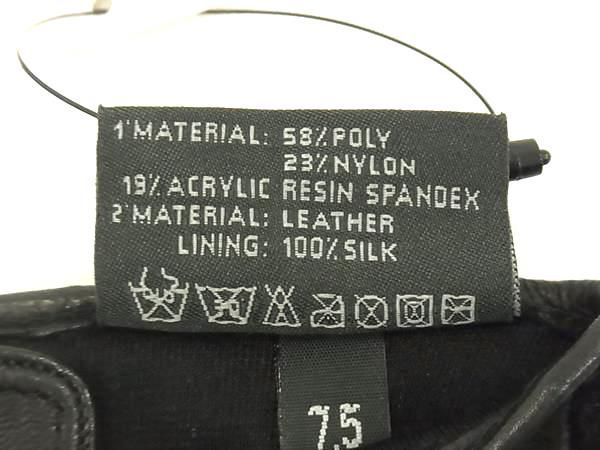 1'MATERIAL: 58%POLY
23%NYLON
19%ACRYLIC RESIN SPANDEX
2'MATERIAL: LEATHER
LINING: 100%SILK
7.5